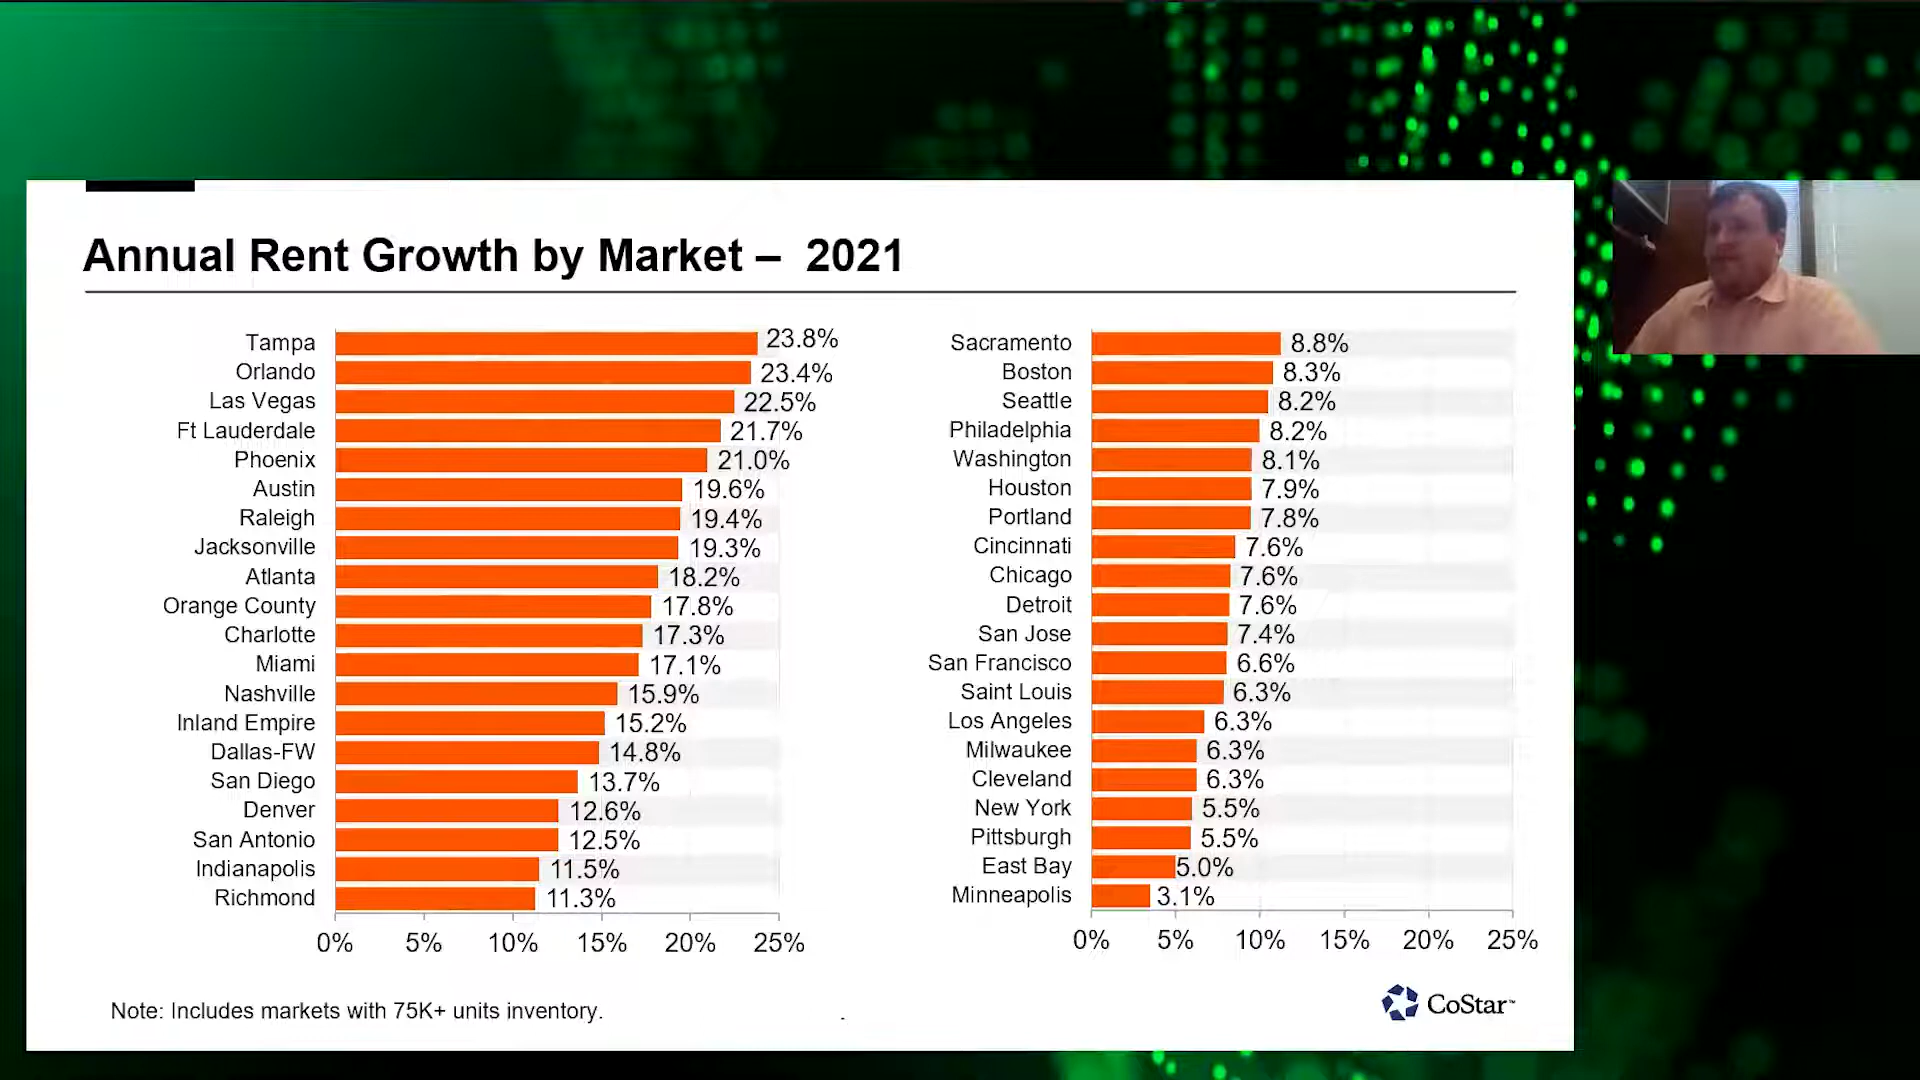 Annual Rent Growth by Market – 2021
Tampa 23.8%
Orlando 23.4%
Las Vegas 22.5%
Ft Lauderdale 21.7%
Phoenix 21.0%
Austin 19.6%
Raleigh 19.4%
Jacksonville 19.3%
Atlanta 18.2%
Orange County 17.8%
Charlotte 17.3%
Miami 17.1%
Nashville 15.9%
Inland Empire 15.2%
Dallas-FW 14.8%
San Diego 13.7%
Denver 12.6%
San Antonio 12.5%
Indianapolis 11.5%
Richmond 11.3%
0% 5% 10% 15% 20% 25%
Sacramento 8.8%
Boston 8.3%
Seattle 8.2%
Philadelphia 8.2%
Washington 8.1%
Houston 7.9%
Portland 7.8%
Cincinnati 7.6%
Chicago 7.6%
Detroit 7.6%
San Jose 7.4%
San Francisco 6.6%
Saint Louis 6.3%
Los Angeles 6.3%
Milwaukee 6.3%
Cleveland 6.3%
New York 5.5%
Pittsburgh 5.5%
East Bay 5.0%
Minneapolis 3.1%
0% 5% 10% 15% 20% 25%
Note: Includes markets with 75K+ units inventory.
CoStar™